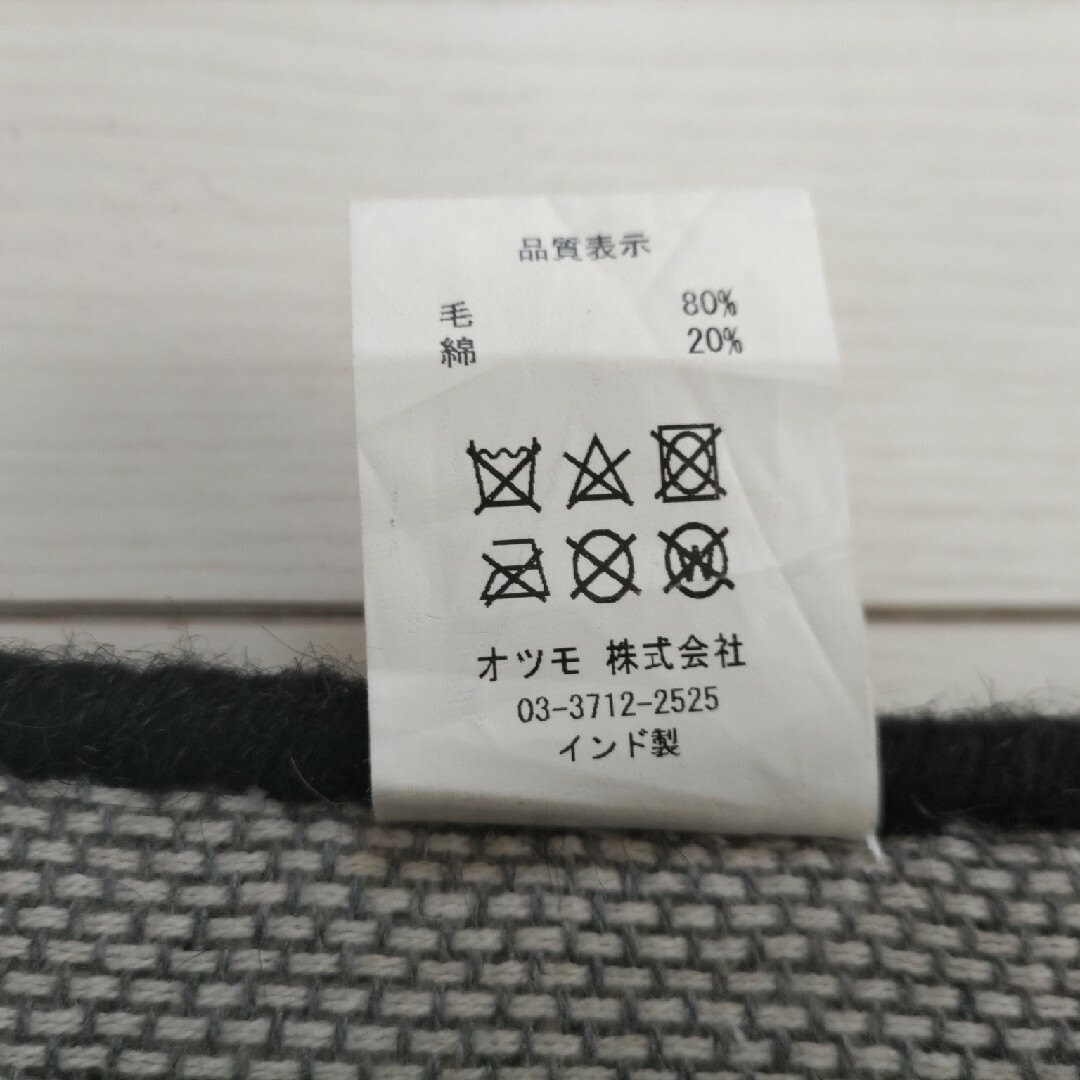 品質表示
毛 80%
綿 20%
W
オツモ 株式会社
03-3712-2525
インド製